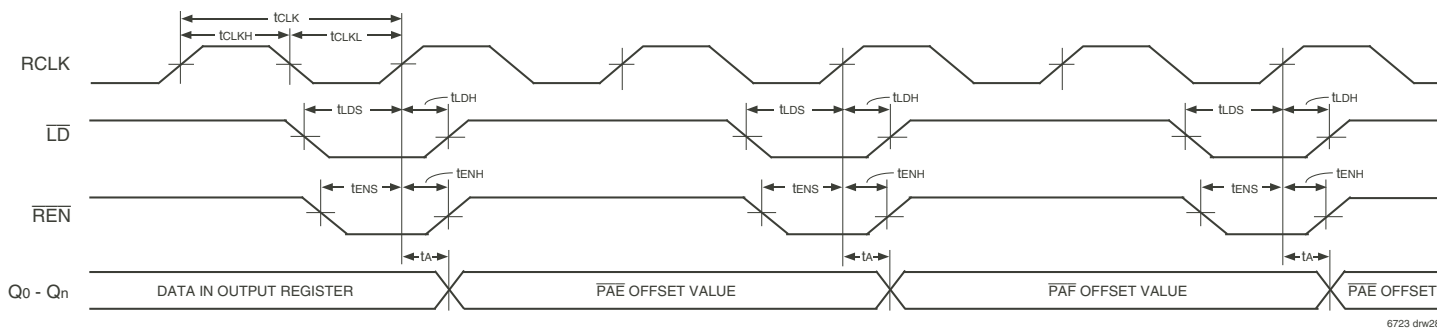 tCLK
tCLKH tCLKL
RCLK
tLDS tLDH tLDS tLDH tLDS tLDH
LD
tENS tENH tENS tENH tENS tENH
REN
tA tA tA
Q0 - Qn DATA IN OUTPUT REGISTER PAE OFFSET VALUE PAF OFFSET VALUE PAE OFFSET
6723 drw28